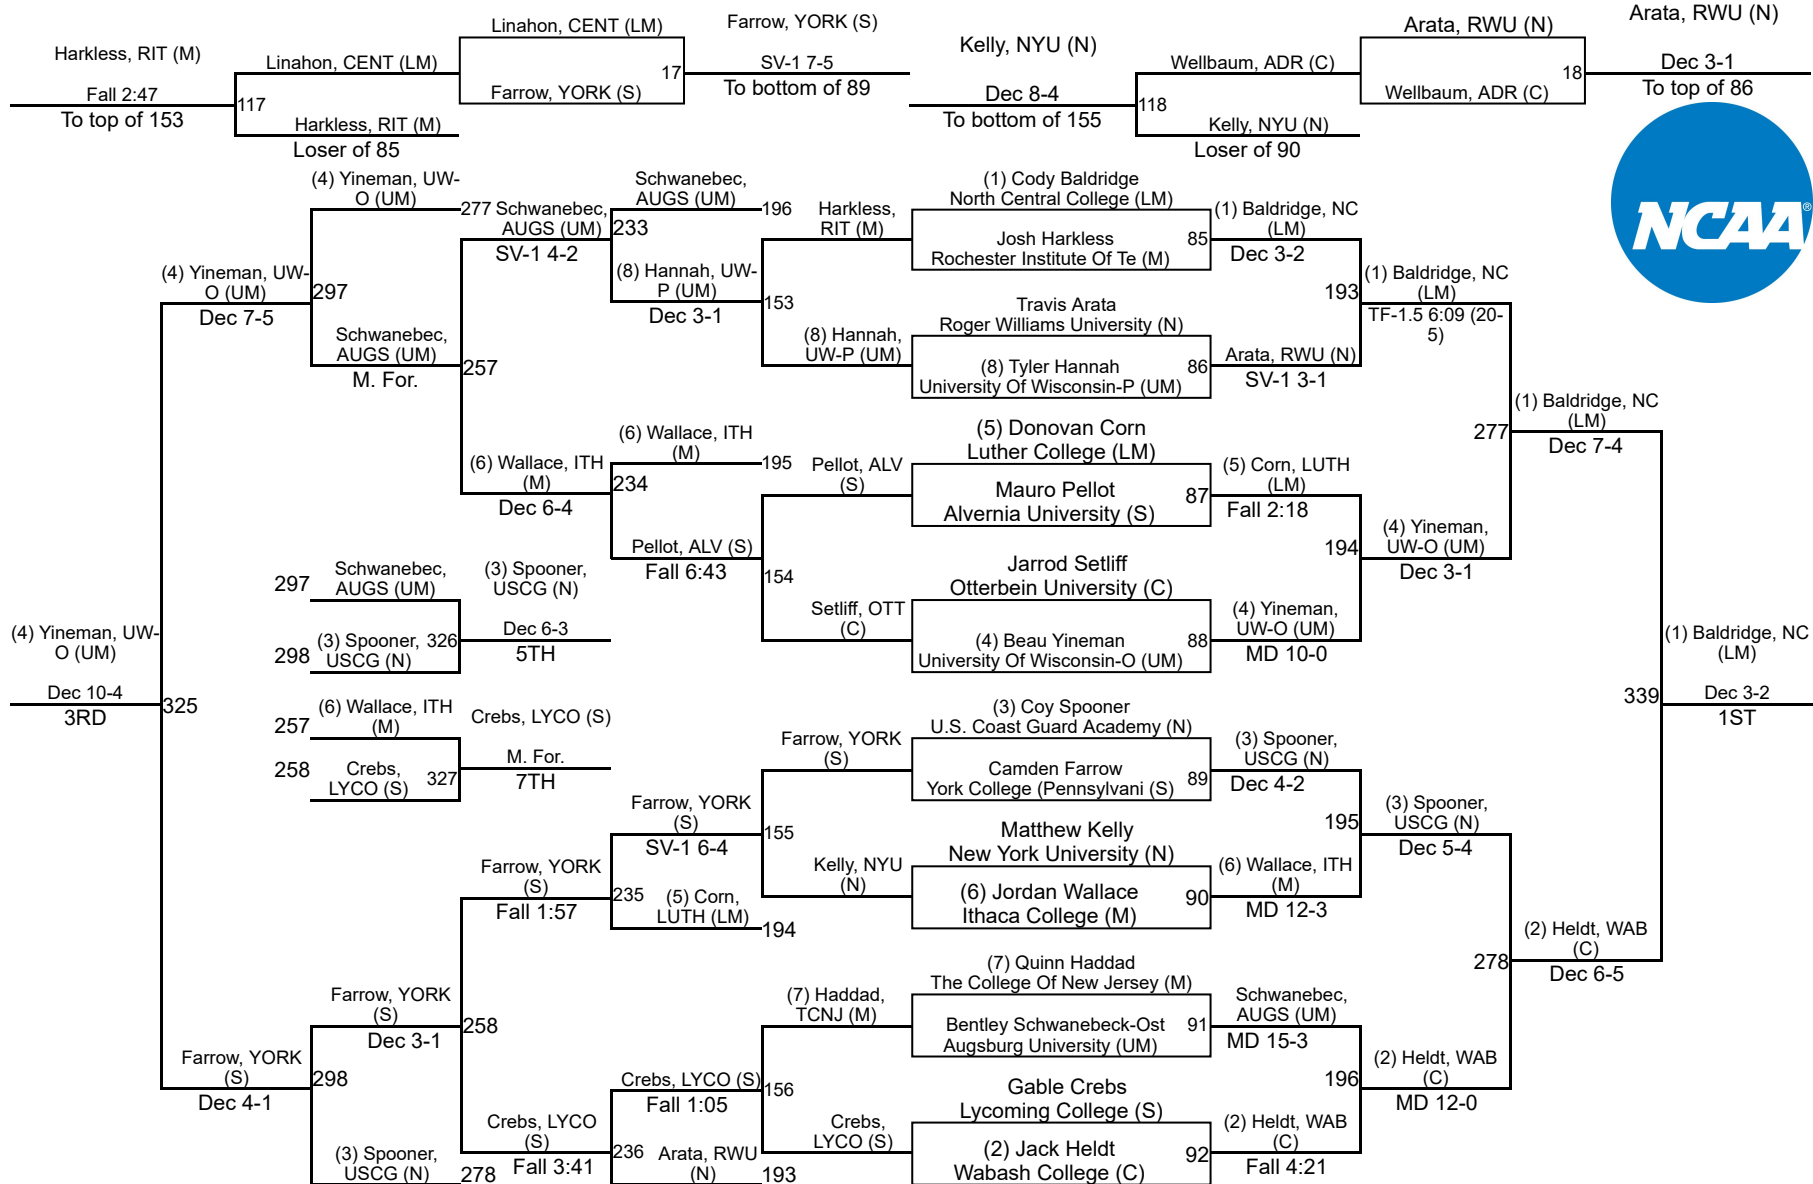 Harkless, RIT (M)
Fall 2:47
To top of 153
117
Linahon, CENT (LM)
Harkless, RIT (M)
Loser of 85
Linahon, CENT (LM)
Farrow, YORK (S)
17
Farrow, YORK (S)
SV-1 7-5
To bottom of 89
Kelly, NYU (N)
Dec 8-4
To bottom of 155
118
Wellbaum, ADR (C)
Kelly, NYU (N)
Loser of 90
Arata, RWU (N)
Wellbaum, ADR (C)
18
Arata, RWU (N)
Dec 3-1
To top of 86
NCAA®
(1) Cody Baldridge
North Central College (LM)
Josh Harkless
Rochester Institute Of Te (M)
85
Travis Arata
Roger Williams University (N)
(8) Tyler Hannah
University Of Wisconsin-P (UM)
86
(5) Donovan Corn
Luther College (LM)
Mauro Pellot
Alvernia University (S)
87
Jarrod Setliff
Otterbein University (C)
(4) Beau Yineman
University Of Wisconsin-O (UM)
88
(3) Coy Spooner
U.S. Coast Guard Academy (N)
Camden Farrow
York College (Pennsylvani (S
89
Matthew Kelly
New York University (N)
(6) Jordan Wallace
Ithaca College (M)
90
(7) Quinn Haddad
The College Of New Jersey (M)
Bentley Schwanebeck-Ost
Augsburg University (UM)
91
Gable Crebs
Lycoming College (S)
(2) Jack Heldt
Wabash College (C)
92
(1) Baldridge, NC
(LM)
Dec 3-2
Arata, RWU (N)
SV-1 3-1
193
(5) Corn, LUTH
(LM)
Fall 2:18
(4) Yineman,
UW-O (UM)
MD 10-0
194
(3) Spooner,
USCG (N)
Dec 4-2
(6) Wallace, ITH
(M)
MD 12-3
195
Schwanebec,
AUGS (UM)
MD 15-3
(2) Heldt, WAB
(C)
Fall 4:21
196
(1) Baldridge, NC
(LM)
TF-1.5 6:09 (20-
5)
(4) Yineman,
UW-O (UM)
Dec 3-1
277
(3) Spooner,
USCG (N)
Dec 5-4
(2) Heldt, WAB
(C)
MD 12-0
278
(1) Baldridge, NC
(LM)
Dec 7-4
(2) Heldt, WAB
(C)
Dec 6-5
339
(1) Baldridge, NC
(LM)
Dec 3-2
1ST
Harkless,
RIT (M)
(8) Hannah,
UW-P (UM)
153
Pellot, ALV
(S)
Setliff, OTT
(C)
154
Farrow, YORK
(S)
Kelly, NYU
(N)
155
(7) Haddad,
TCNJ (M)
Crebs,
LYCO (S)
156
Schwanebec,
AUGS (UM)
196
(8) Hannah, UW-
P (UM)
Dec 3-1
233
(6) Wallace, ITH
(M)
195
Pellot, ALV (S)
Fall 6:43
234
Farrow, YORK
(S)
SV-1 6-4
(5) Corn,
LUTH (LM)
194
235
Crebs, LYCO (S)
Fall 1:05
Arata, RWU
(N)
193
236
Schwanebec,
AUGS (UM)
SV-1 4-2
(6) Wallace, ITH
(M)
Dec 6-4
257
Farrow, YORK
(S)
Fall 1:57
Crebs, LYCO
(S)
Fall 3:41
258
(4) Yineman, UW-
O (UM)
277
Schwanebec,
AUGS (UM)
M. For.
297
Farrow, YORK
(S)
Dec 3-1
(3) Spooner,
USCG (N)
278
298
(4) Yineman, UW-
O (UM)
Dec 7-5
Farrow, YORK
(S)
Dec 4-1
325
(4) Yineman, UW-
O (UM)
Dec 10-4
3RD
297
Schwanebec,
AUGS (UM)
298
(3) Spooner,
USCG (N)
326
(3) Spooner,
USCG (N)
Dec 6-3
5TH
257
(6) Wallace, ITH
(M)
258
Crebs,
LYCO (S)
327
Crebs, LYCO (S)
M. For.
7TH